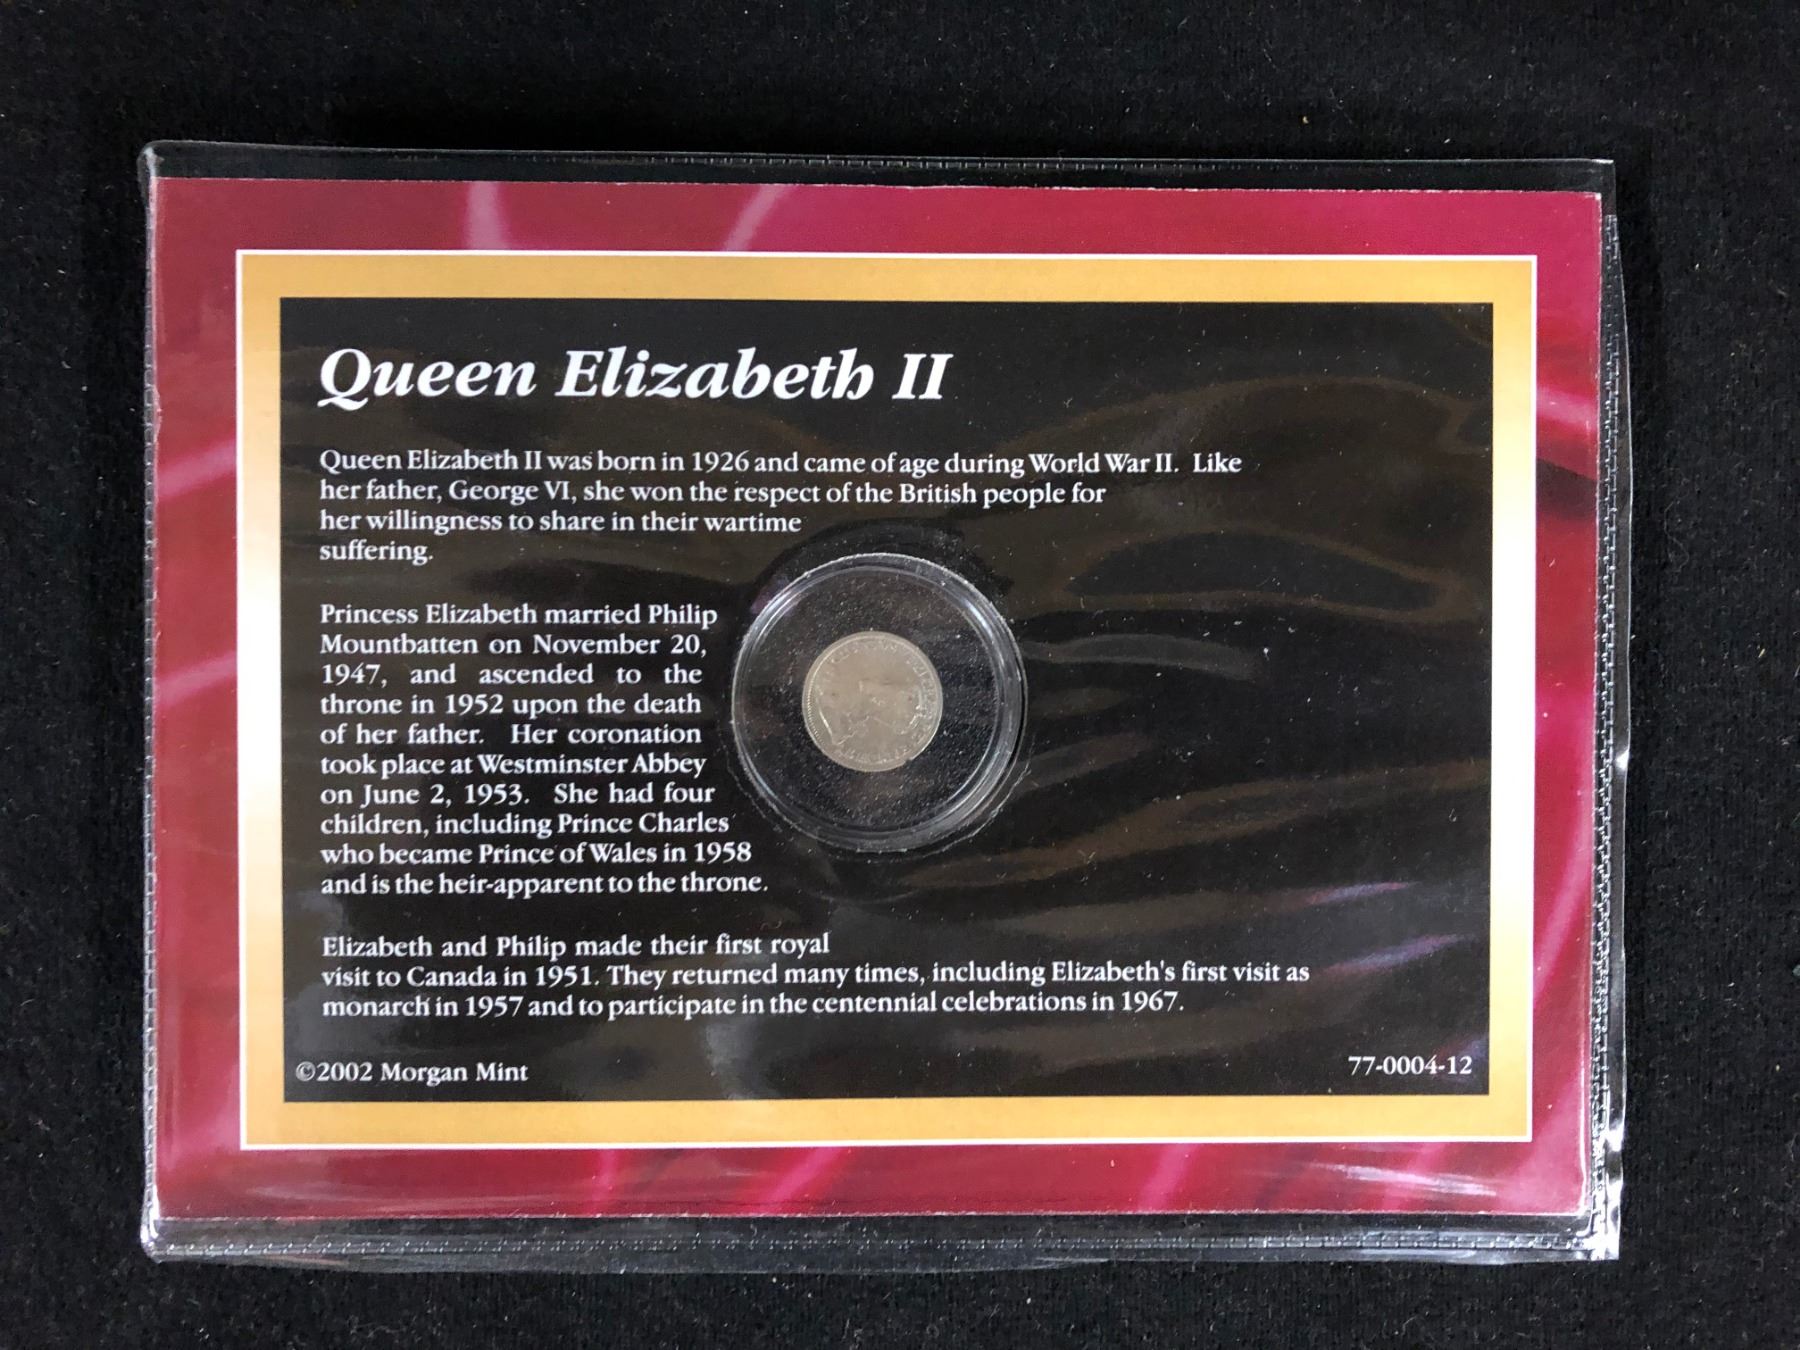 Queen Elizabeth II
Queen Elizabeth II was born in 1926 and came of age during World War II. Like
her father, George VI, she won the respect of the British people for
her willingness to share in their wartime
suffering.
Princess Elizabeth married Philip
Mountbatten on November 20,
1947, and ascended to the
throne in 1952 upon the death
of her father. Her coronation
took place at Westminster Abbey
on June 2, 1953. She had four
children, including Prince Charles
who became Prince of Wales in 1958
and is the heir-apparent to the throne.
Elizabeth and Philip made their first royal
visit to Canada in 1951. They returned many times, including Elizabeth's first visit as
monarch in 1957 and to participate in the centennial celebrations in 1967.
©2002 Morgan Mint
77-0004-12